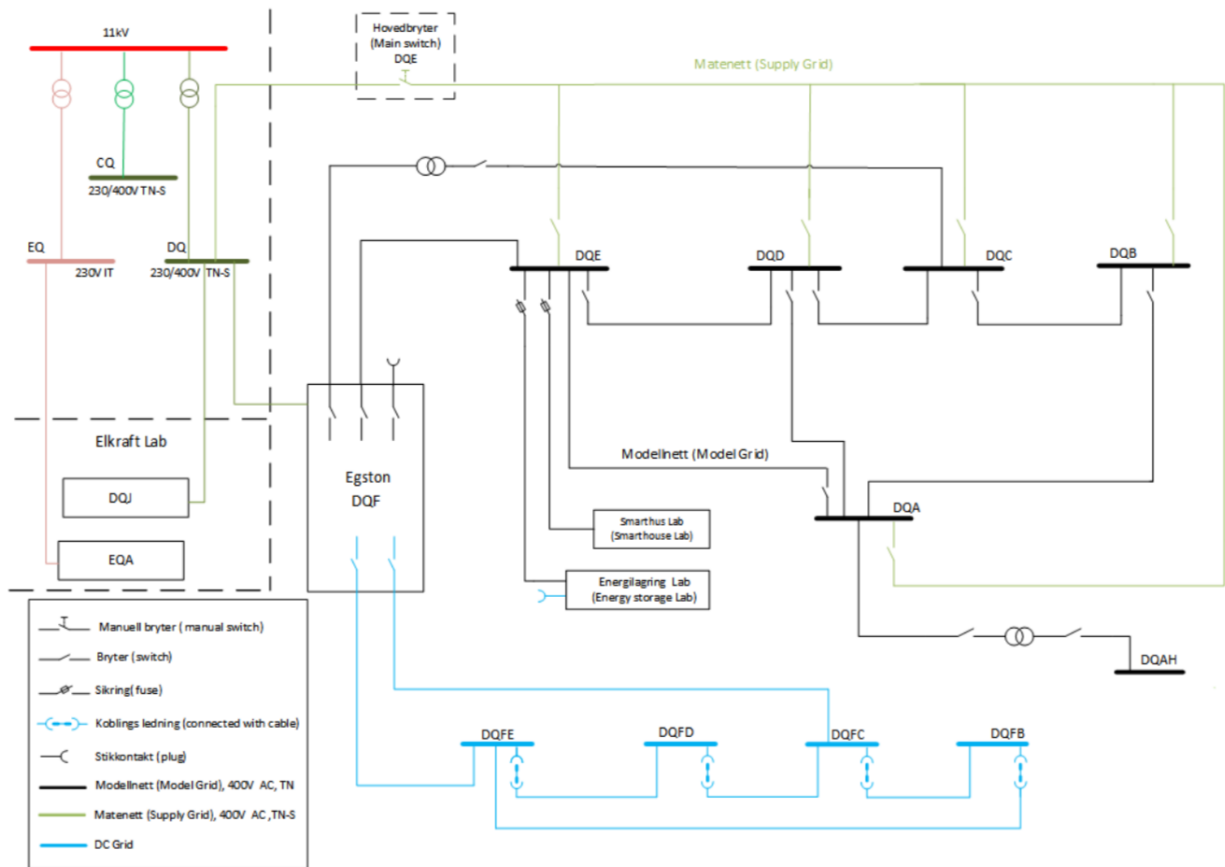 11kV
Hovedbryter
(Main switch)
DQE
Matenett (Supply Grid)
CQ
230/400V TN-S
EQ
230V IT
DQ
230/400V TN-S
DQE
DQD
DQC
DQB
Elkraft Lab
DQJ
EQA
Egston
DQF
Modellnett (Model Grid)
DQA
Smarthus Lab
(Smarthouse Lab)
Energilagring Lab
(Energy storage Lab)
DQAH
Manuell bryter ( manual switch)
Bryter (switch)
Sikring( fuse)
Koblings ledning (connected with cable)
Stikkontakt ( plug)
Modellnett (Model Grid), 400V AC, TN
Matenett (Supply Grid), 400V AC ,TN-S
DC Grid
DQFE
DQFD
DQFC
DQFB